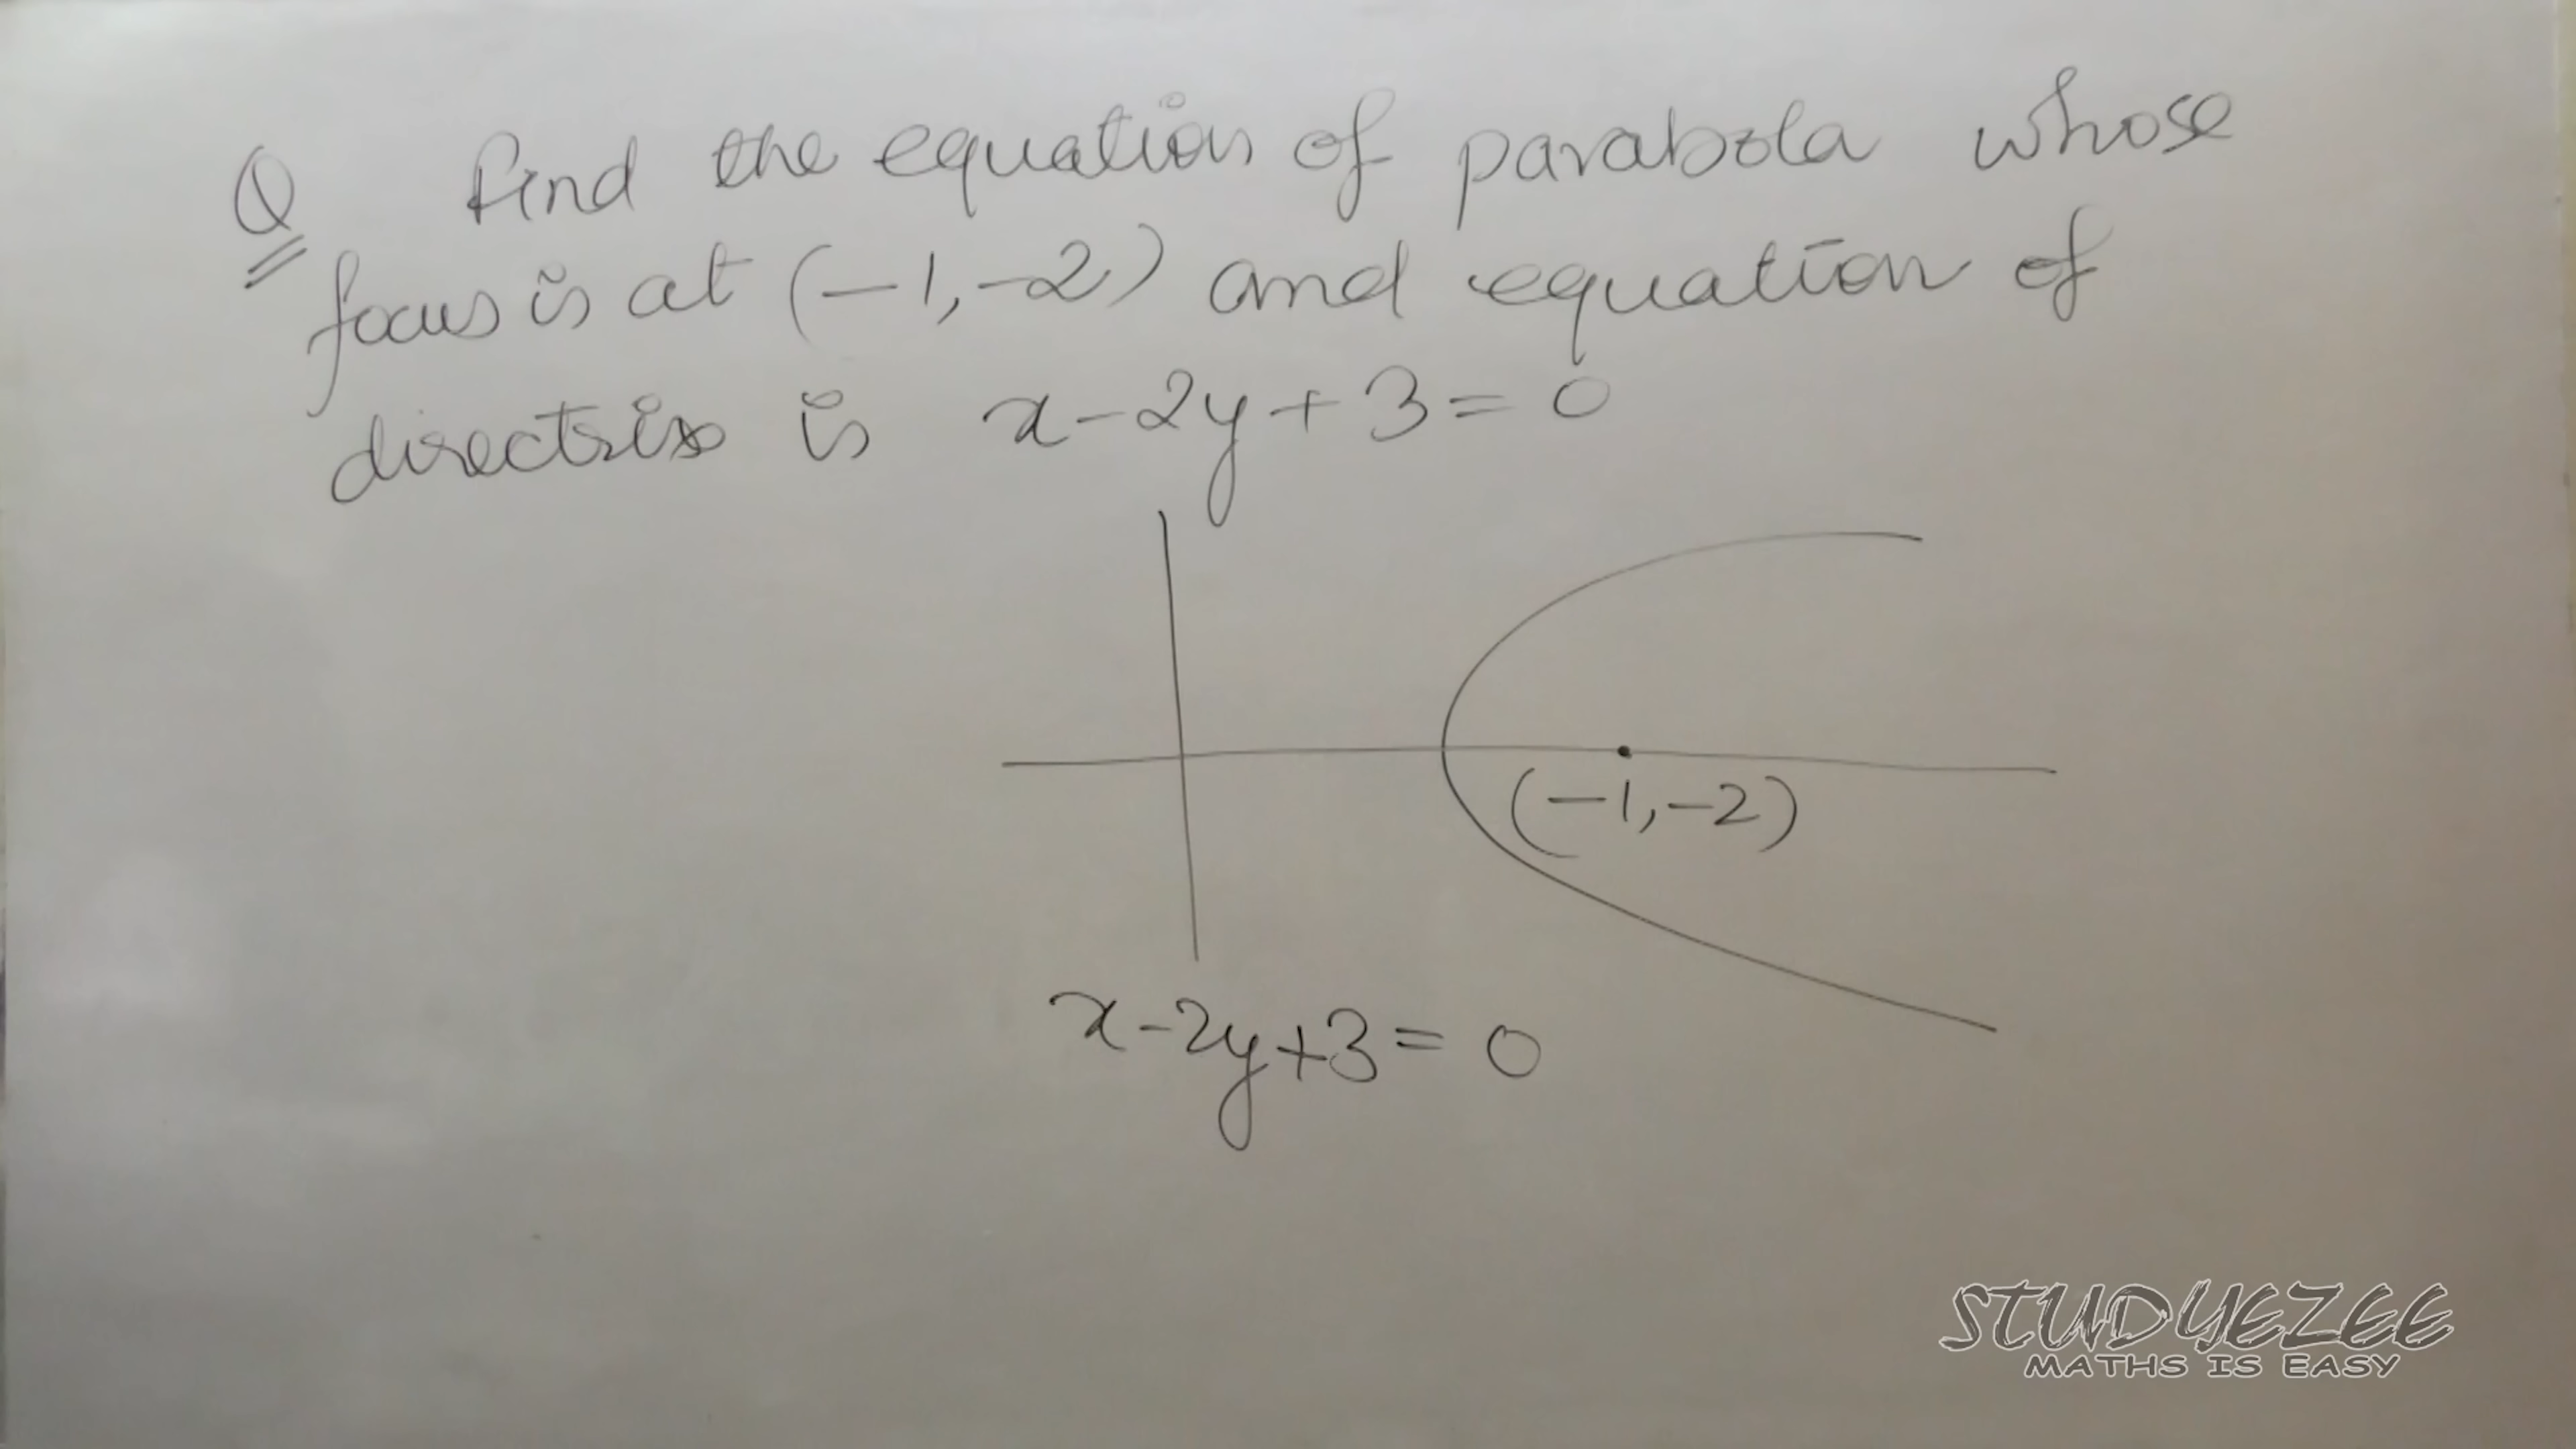 Q Find the equation of parabola whose
focus is at (-1,-2) and equation of
directrix is x-2y+3=0
(-1,-2)
x-2y+3=0
STUDYEZEE
MATHS IS EASY